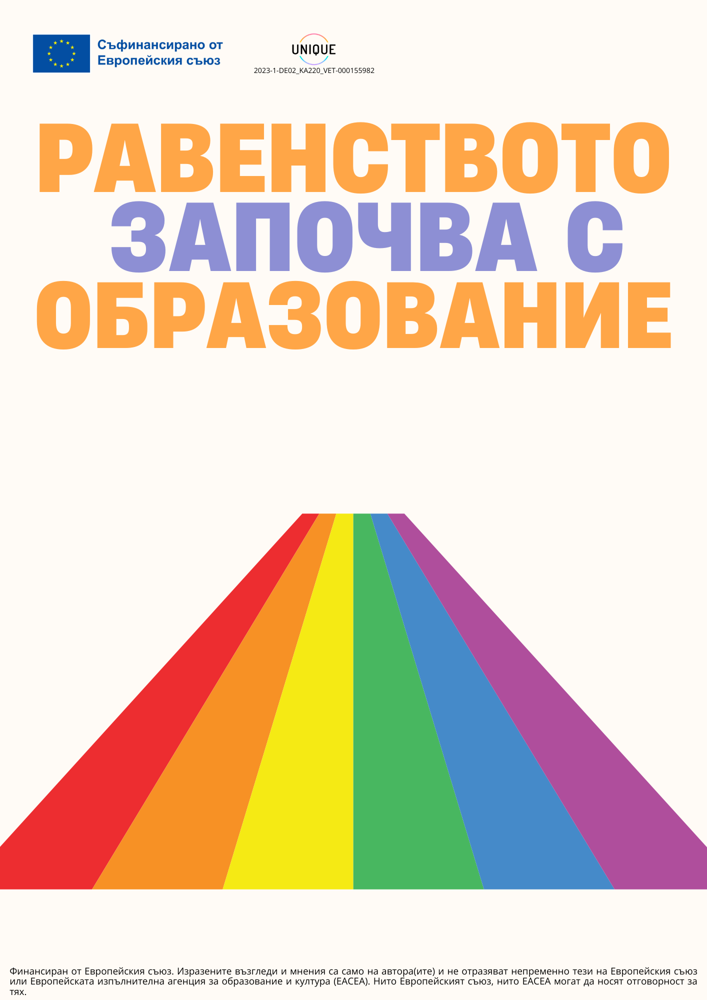 Съфинансирано от
Европейския съюз
UNIQUE
2023-1-DE02_KA220_VET-000155982
РАВЕНСТВОТО
ЗАПОЧВА С
ОБРАЗОВАНИЕ
Финансиран от Европейския съюз. Изразените възгледи и мнения са само на автора(ите) и не отразяват непременно тези на Европейския съюз
или Европейската изпълнителна агенция за образование и култура (EACEA). Нито Европейският съюз, нито EACEA могат да носят отговорност за
тях.